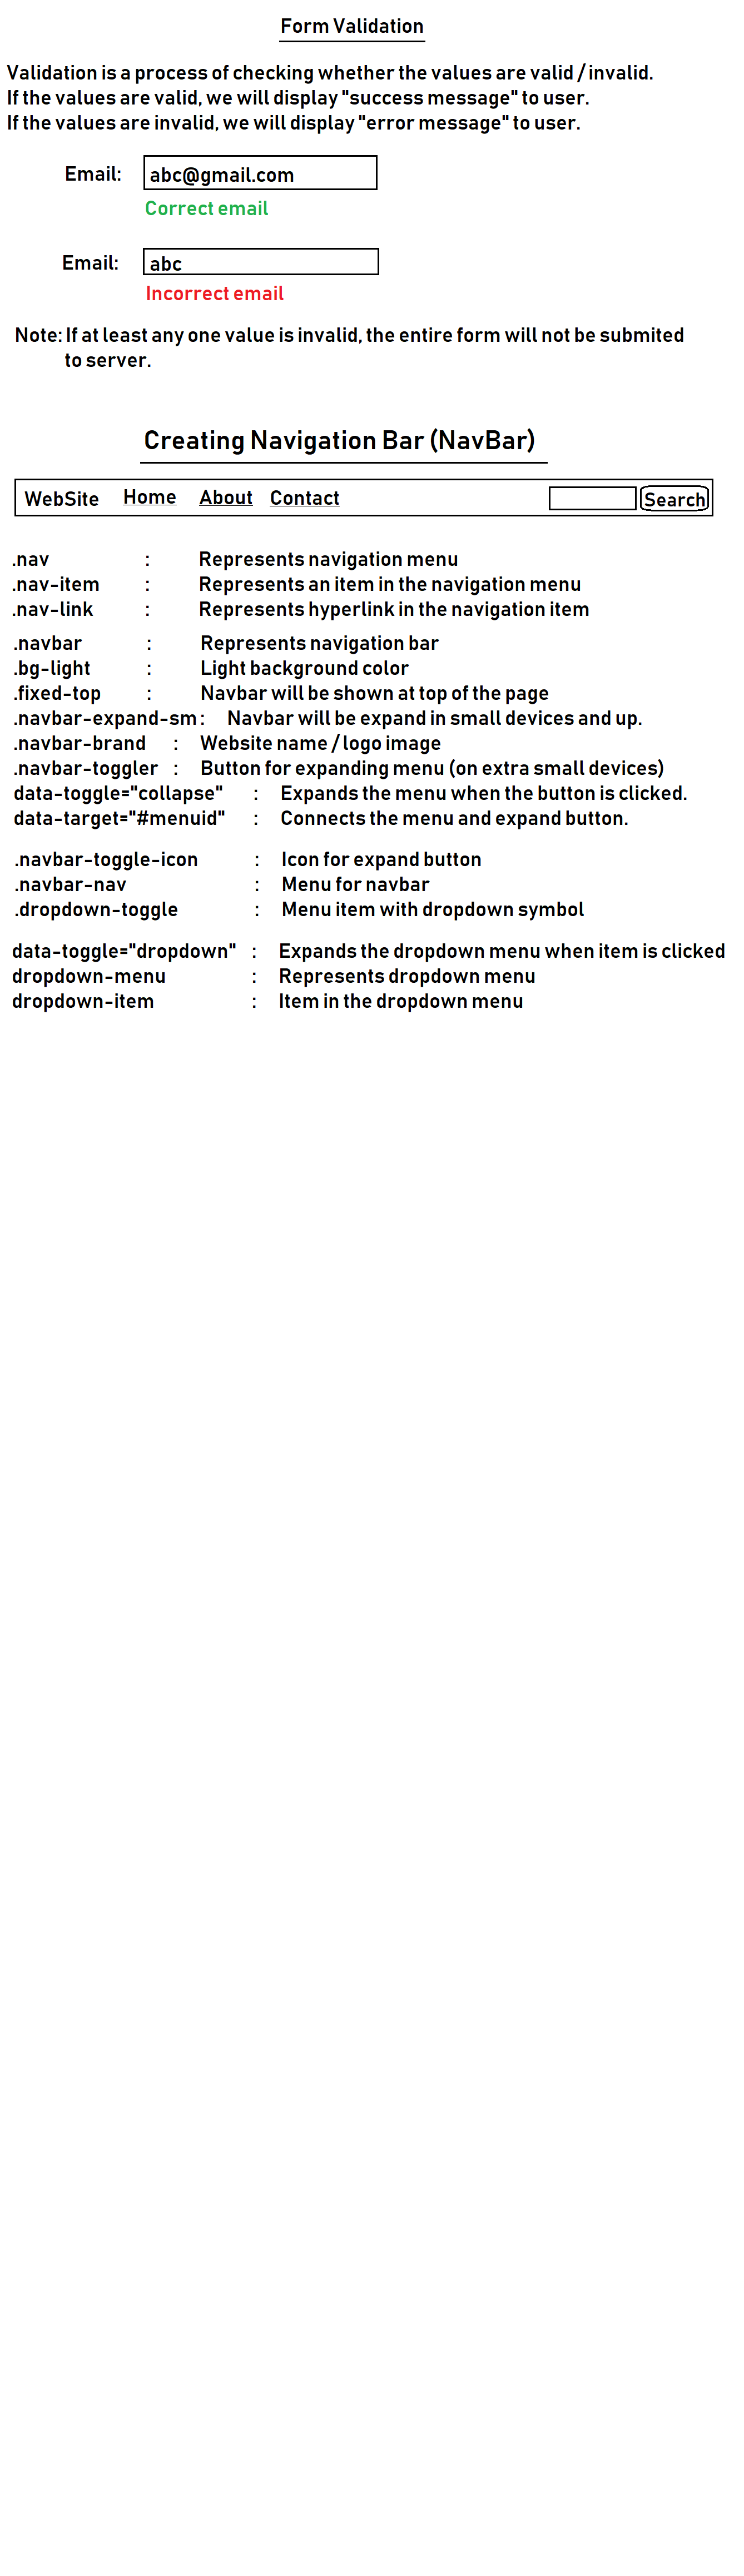 Form Validation
Validation is a process of checking whether the values are valid / invalid.
If the values are valid, we will display "success message" to user.
If the values are invalid, we will display "error message" to user.
Email: abc@gmail.com
Correct email
Email: abc
Incorrect email
Note: If at least any one value is invalid, the entire form will not be submited
to server.
Creating Navigation Bar (NavBar)
WebSite Home About Contact Search
.nav : Represents navigation menu
.nav-item : Represents an item in the navigation menu
.nav-link : Represents hyperlink in the navigation item
.navbar : Represents navigation bar
.bg-light : Light background color
.fixed-top : Navbar will be shown at top of the page
.navbar-expand-sm : Navbar will be expand in small devices and up.
.navbar-brand : Website name / logo image
.navbar-toggler : Button for expanding menu (on extra small devices)
data-toggle="collapse" : Expands the menu when the button is clicked.
data-target="#menuid" : Connects the menu and expand button.
.navbar-toggle-icon : Icon for expand button
.navbar-nav : Menu for navbar
.dropdown-toggle : Menu item with dropdown symbol
data-toggle="dropdown" : Expands the dropdown menu when item is clicked
dropdown-menu : Represents dropdown menu
dropdown-item : Item in the dropdown menu